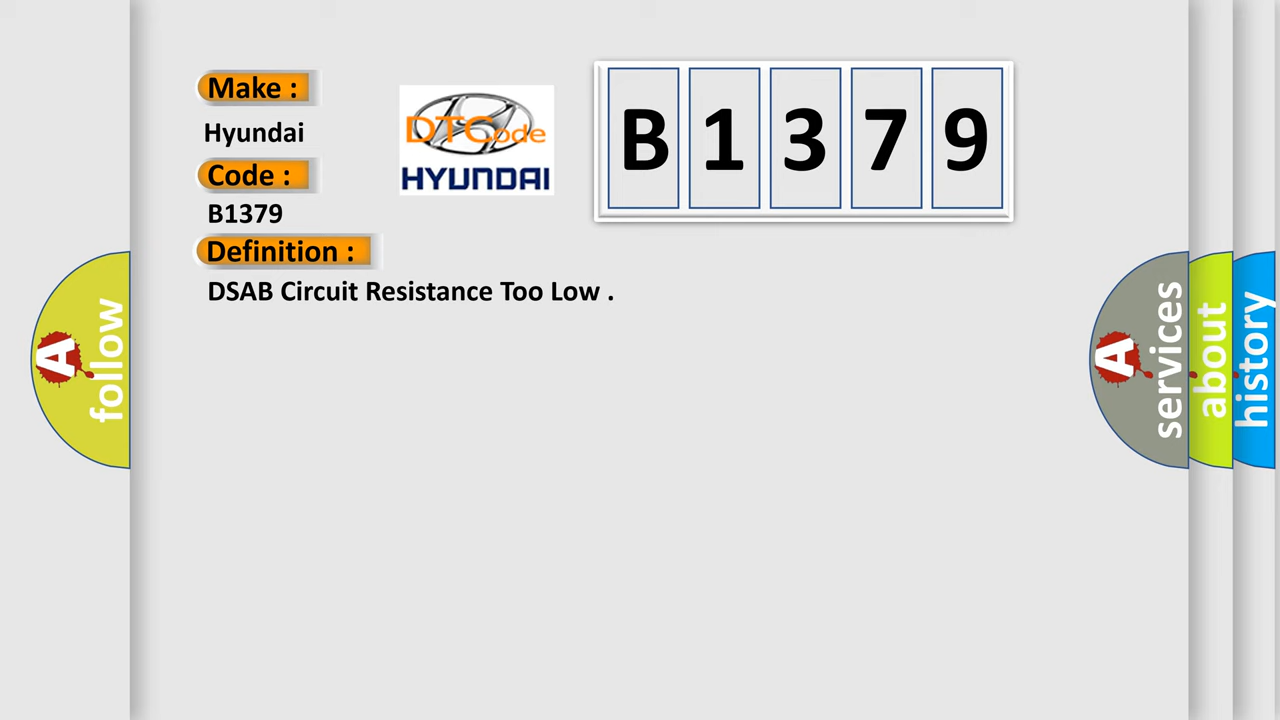 Make :
Hyundai
Code :
B1379
Definition :
DSAB Circuit Resistance Too Low .
DTCode
HYUNDAI
B 1 3 7 9
A
follow
A
services
about
history